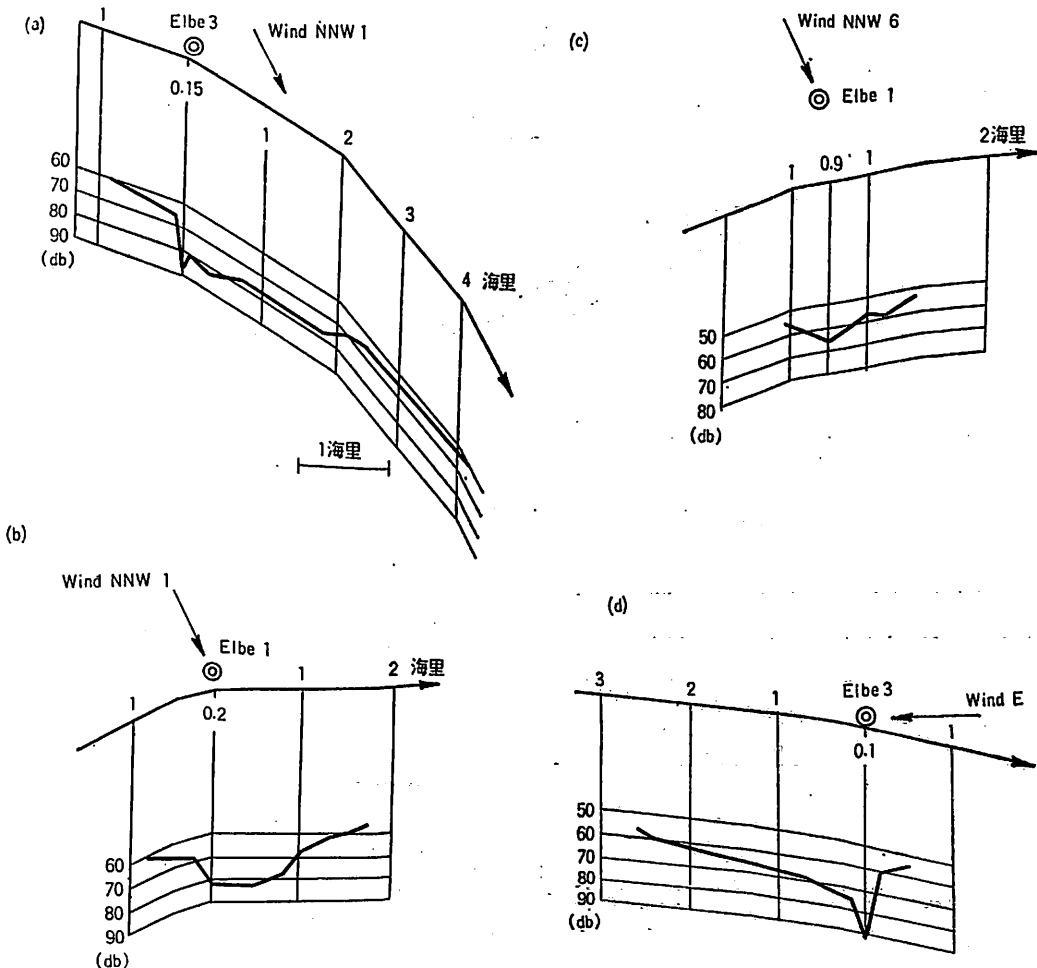 (a)
1
Elbe 3
Wind NNW 1
0.15
1
2
3
4 海里
60
70
80
90
(db)
1海里
(c)
Wind NNW 6
Elbe 1
1
0.9
1
2海里
50
60
70
80
(db)
(b)
Wind NNW 1
Elbe 1
1
0.2
1
2 海里
60
70
80
90
(db)
(d)
3
2
1
Elbe 3
Wind E
0.1
1
50
60
70
80
90
(db)